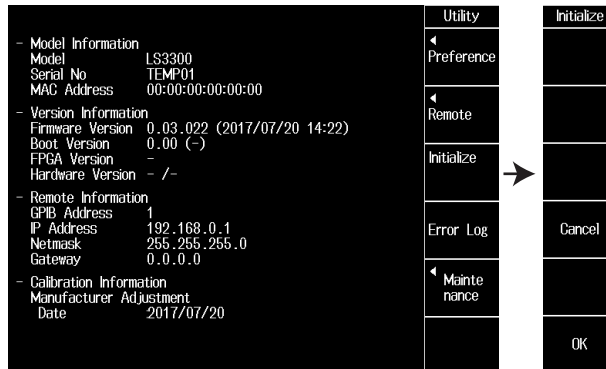 - Model Information
Model LS3300
Serial No TEMP01
MAC Address 00:00:00:00:00:00
- Version Information
Firmware Version 0.03.022 (2017/07/20 14:22)
Boot Version 0.00 (-)
FPGA Version -
Hardware Version - /-
- Remote Information
GPIB Address 1
IP Address 192.168.0.1
Netmask 255.255.255.0
Gateway 0.0.0.0
- Calibration Information
Manufacturer Adjustment
Date :2017/07/20
Utility
Preference
Remote
Initialize
Error Log
Mainte
nance
Initialize
Cancel
OK